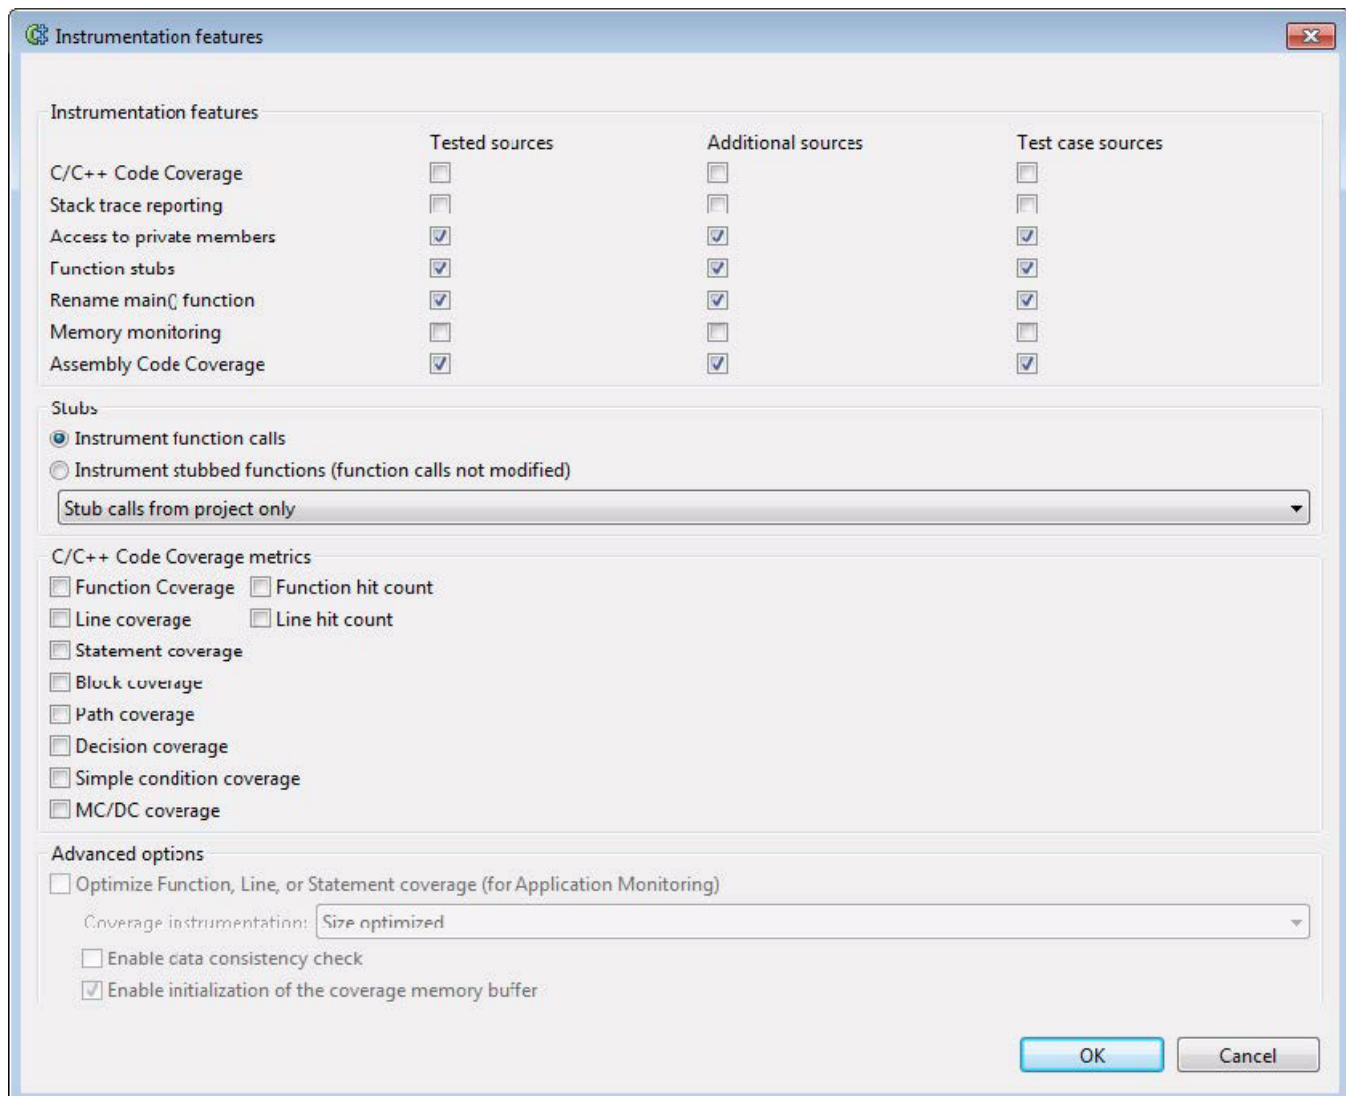 Instrumentation features
Instrumentation features
Tested sources Additional sources Test case sources
C/C++ Code Coverage
Stack trace reporting
Access to private members
Function stubs
Rename main() function
Memory monitoring
Assembly Code Coverage
Stubs
Instrument function calls
Instrument stubbed functions (function calls not modified)
Stub calls from project only
C/C++ Code Coverage metrics
Function Coverage Function hit count
Line coverage Line hit count
Statement coverage
Block coverage
Path coverage
Decision coverage
Simple condition coverage
MC/DC coverage
Advanced options
Optimize Function, Line, or Statement coverage (for Application Monitoring)
Coverage instrumentation: Size optimized
Enable data consistency check
Enable initialization of the coverage memory buffer
OK Cancel